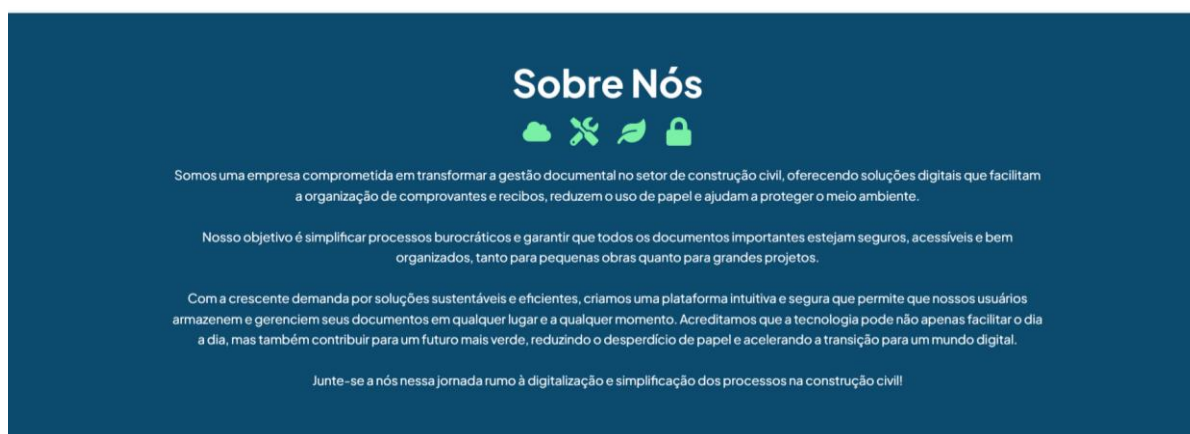 Sobre Nós
Somos uma empresa comprometida em transformar a gestão documental no setor de construção civil, oferecendo soluções digitais que facilitam
a organização de comprovantes e recibos, reduzem o uso de papel e ajudam a proteger o meio ambiente.
Nosso objetivo é simplificar processos burocráticos e garantir que todos os documentos importantes estejam seguros, acessíveis e bem
organizados, tanto para pequenas obras quanto para grandes projetos.
Com a crescente demanda por soluções sustentáveis e eficientes, criamos uma plataforma intuitiva e segura que permite que nossos usuários
armazenem e gerenciem seus documentos em qualquer lugar e a qualquer momento. Acreditamos que a tecnologia pode não apenas facilitar o dia
a dia, mas também contribuir para um futuro mais verde, reduzindo o desperdício de papel e acelerando a transição para um mundo digital.
Junte-se a nós nessa jornada rumo à digitalização e simplificação dos processos na construção civil!